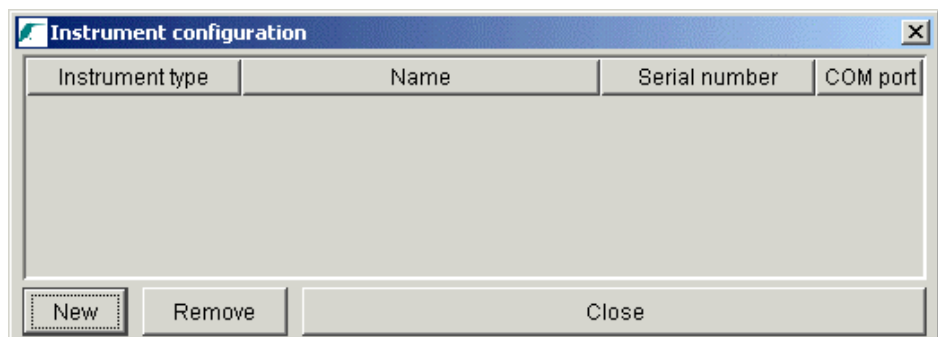 Instrument configuration
Instrument type Name Serial number COM port
New Remove Close